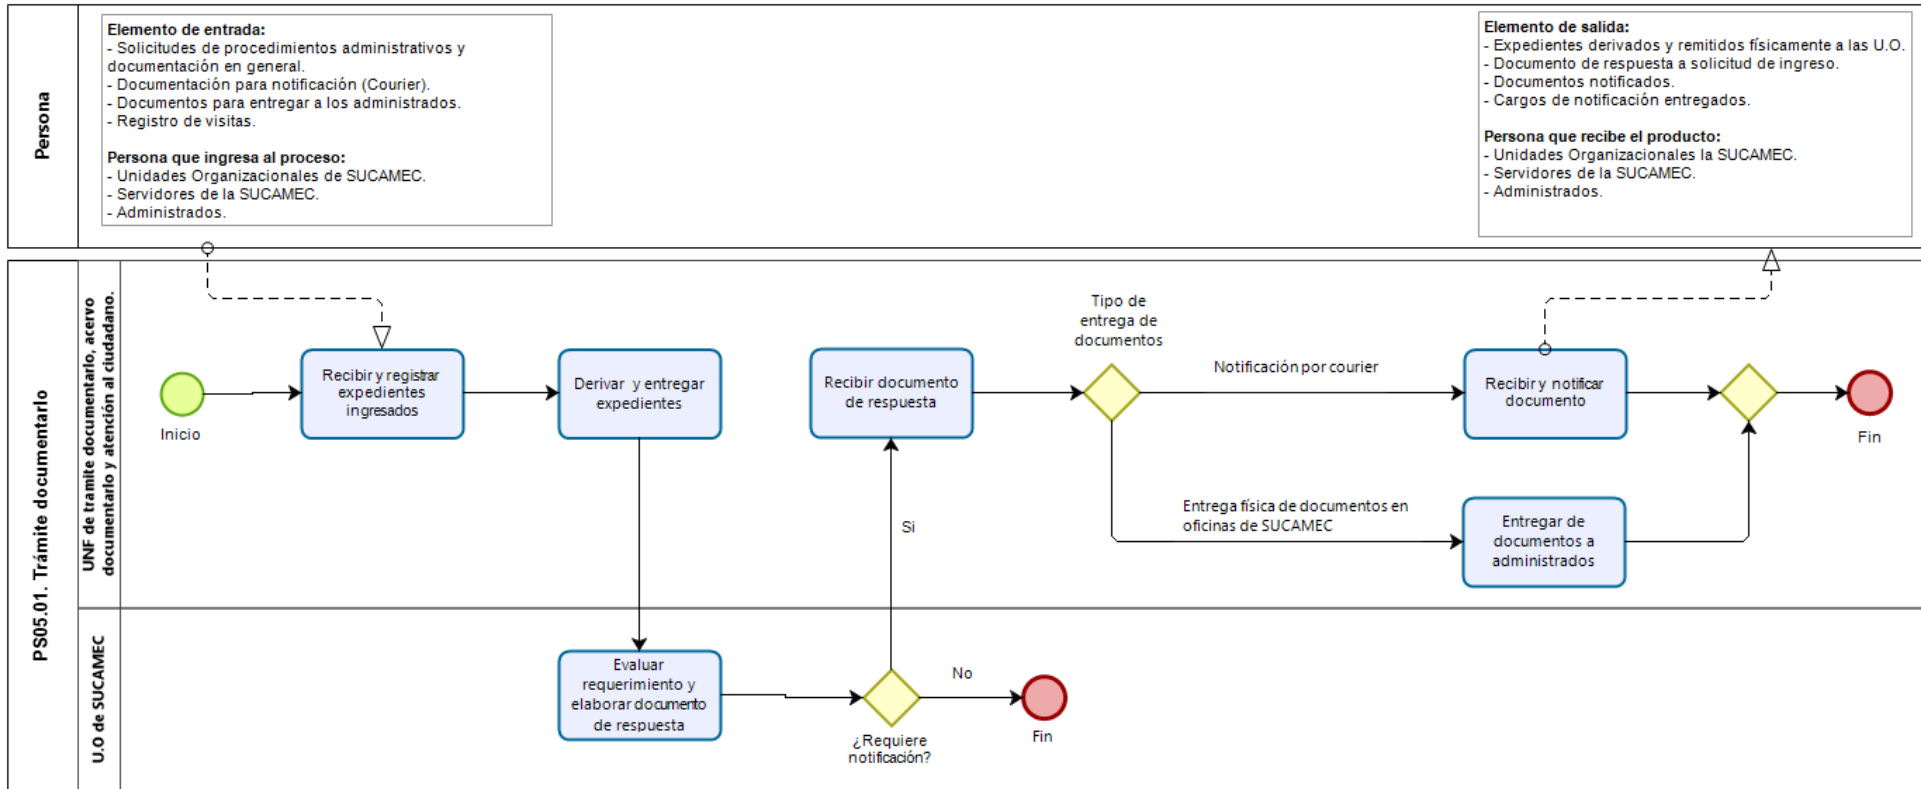 Persona
Elemento de entrada:
- Solicitudes de procedimientos administrativos y
documentación en general.
- Documentación para notificación (Courier).
- Documentos para entregar a los administrados.
- Registro de visitas.
Persona que ingresa al proceso:
- Unidades Organizacionales de SUCAMEC.
- Servidores de la SUCAMEC.
- Administrados.
Elemento de salida:
- Expedientes derivados y remitidos físicamente a las U.O.
- Documento de respuesta a solicitud de ingreso.
- Documentos notificados.
- Cargos de notificación entregados.
Persona que recibe el producto:
- Unidades Organizacionales la SUCAMEC.
- Servidores de la SUCAMEC.
- Administrados.
PS05.01. Trámite documentario
UNF de tramite documentario, acervo
documentario y atención al ciudadano.
Inicio
Recibir y registrar
expedientes
ingresados
Derivar y entregar
expedientes
Recibir documento
de respuesta
Tipo de
entrega de
documentos
Notificación por courier
Recibir y notificar
documento
Fin
Entrega física de documentos en
oficinas de SUCAMEC
Entregar de
documentos a
administrados
Si
U.O de SUCAMEC
Evaluar
requerimiento y
elaborar documento
de respuesta
¿Requiere
notificación?
No
Fin